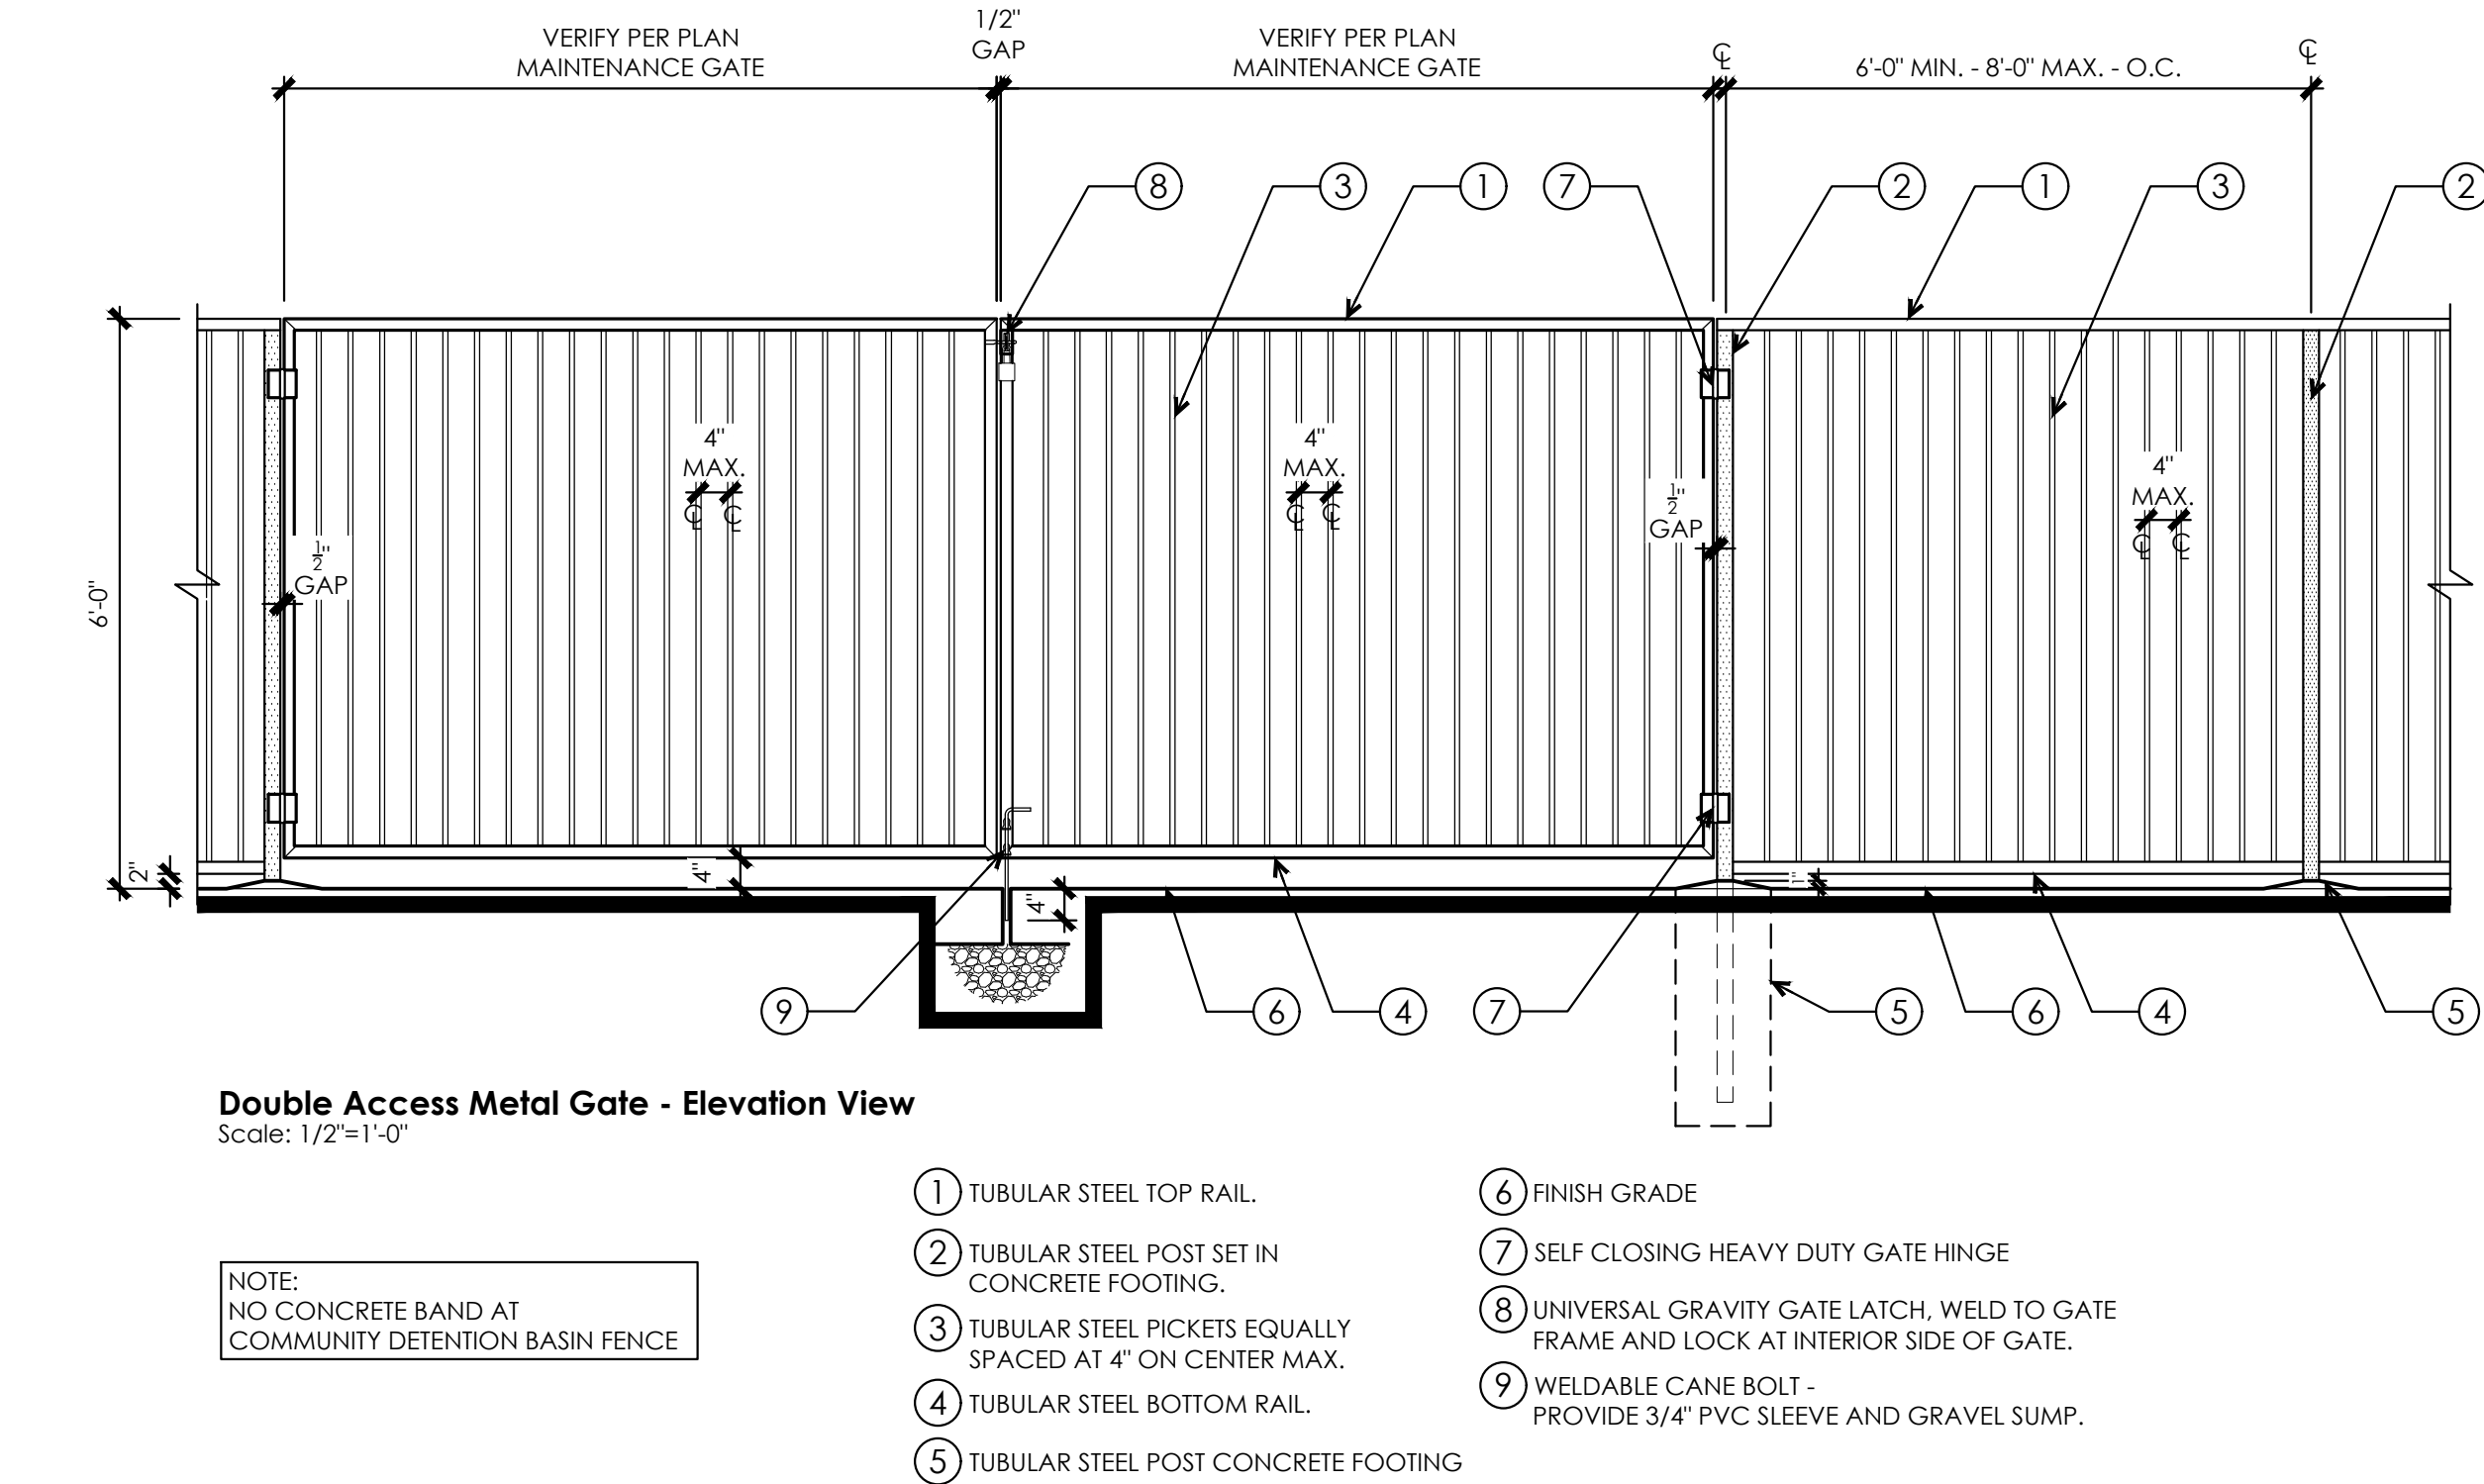 VERIFY PER PLAN
MAINTENANCE GATE
1/2"
GAP
VERIFY PER PLAN
MAINTENANCE GATE
℄
6'-0" MIN. - 8'-0" MAX. - O.C.
℄
8
3
1
7
2
1
3
2
4"
MAX.
℄ ℄
4"
MAX.
℄ ℄
4"
MAX.
℄ ℄
1/2"
GAP
1/2"
GAP
6'-0"
2"
4"
4"
1"
9
6
4
7
5
6
4
5
Double Access Metal Gate - Elevation View
Scale: 1/2"=1'-0"
NOTE:
NO CONCRETE BAND AT
COMMUNITY DETENTION BASIN FENCE
1 TUBULAR STEEL TOP RAIL.
2 TUBULAR STEEL POST SET IN
CONCRETE FOOTING.
3 TUBULAR STEEL PICKETS EQUALLY
SPACED AT 4" ON CENTER MAX.
4 TUBULAR STEEL BOTTOM RAIL.
5 TUBULAR STEEL POST CONCRETE FOOTING
6 FINISH GRADE
7 SELF CLOSING HEAVY DUTY GATE HINGE
8 UNIVERSAL GRAVITY GATE LATCH, WELD TO GATE
FRAME AND LOCK AT INTERIOR SIDE OF GATE.
9 WELDABLE CANE BOLT -
PROVIDE 3/4" PVC SLEEVE AND GRAVEL SUMP.